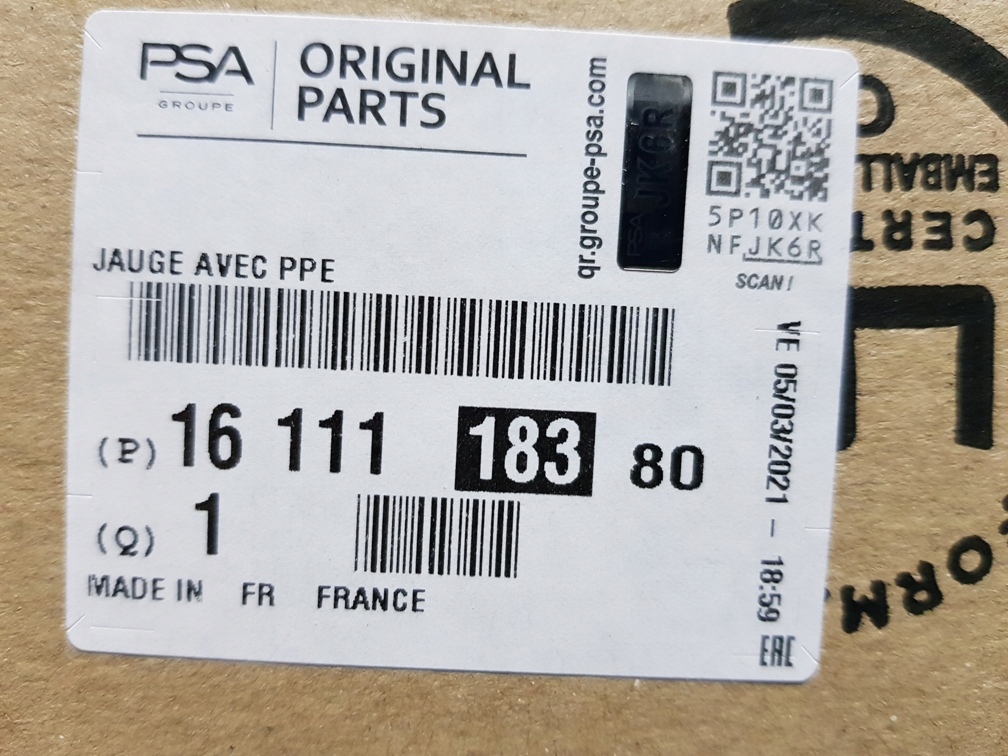 PSA
GROUPE
ORIGINAL
PARTS
qr.groupe-psa.com
PSA JK6R
5P10XK
NFJK6R
SCAN!
JAUGE AVEC PPE
(P) 16 111 183 80
(Q) 1
MADE IN FR FRANCE
VE 05/03/2021 - 18:59
EAC
EMBALL
CERT
ORM